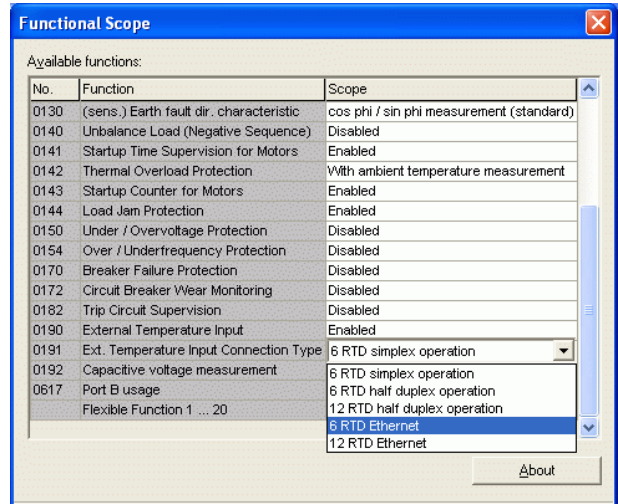 Functional Scope
Available functions:
No. Function Scope
0130 (sens.) Earth fault dir. characteristic cos phi / sin phi measurement (standard)
0140 Unbalance Load (Negative Sequence) Disabled
0141 Startup Time Supervision for Motors Enabled
0142 Thermal Overload Protection With ambient temperature measurement
0143 Startup Counter for Motors Enabled
0144 Load Jam Protection Enabled
0150 Under / Overvoltage Protection Disabled
0154 Over / Underfrequency Protection Disabled
0170 Breaker Failure Protection Disabled
0172 Circuit Breaker Wear Monitoring Disabled
0182 Trip Circuit Supervision Disabled
0190 External Temperature Input Enabled
0191 Ext. Temperature Input Connection Type 6 RTD simplex operation
0192 Capacitive voltage measurement 6 RTD simplex operation
0617 Port B usage 6 RTD half duplex operation
Flexible Function 1 ... 20 12 RTD half duplex operation
6 RTD Ethernet
12 RTD Ethernet
About